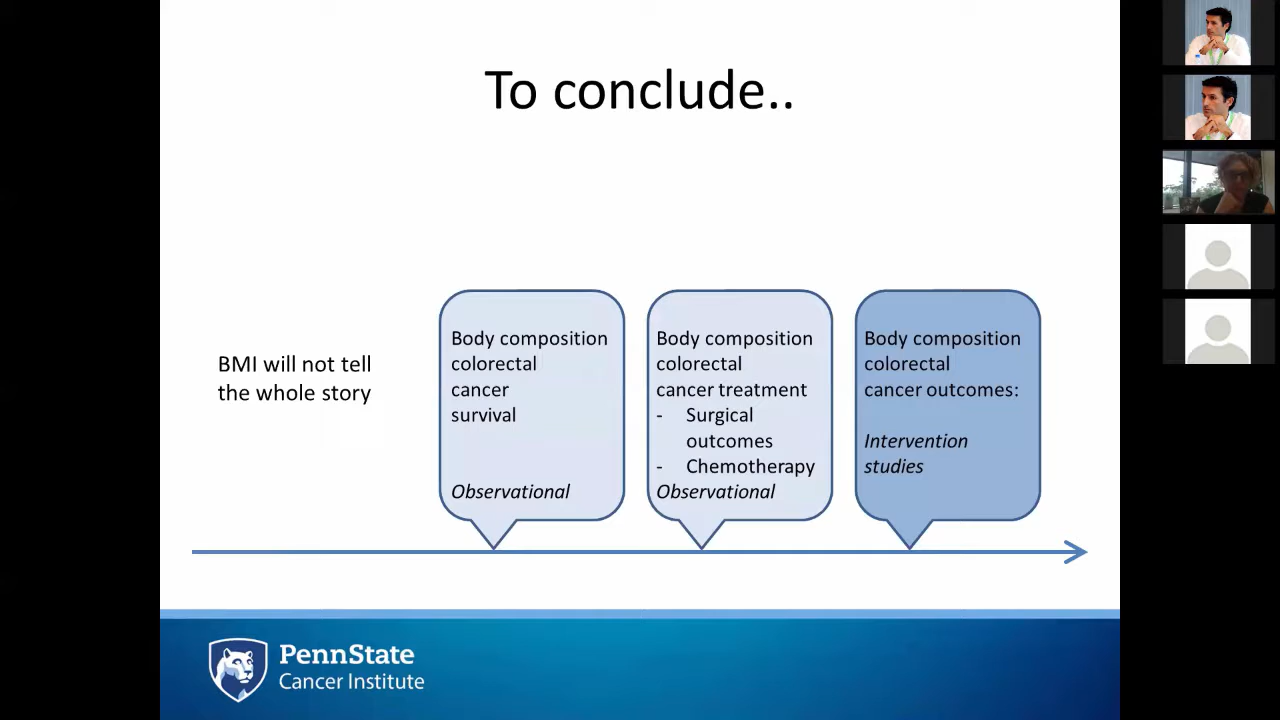 To conclude..
BMI will not tell
the whole story
Body composition
colorectal
cancer
survival
Observational
Body composition
colorectal
cancer treatment
- Surgical
outcomes
- Chemotherapy
Observational
Body composition
colorectal
cancer outcomes:
Intervention
studies
PennState
Cancer Institute